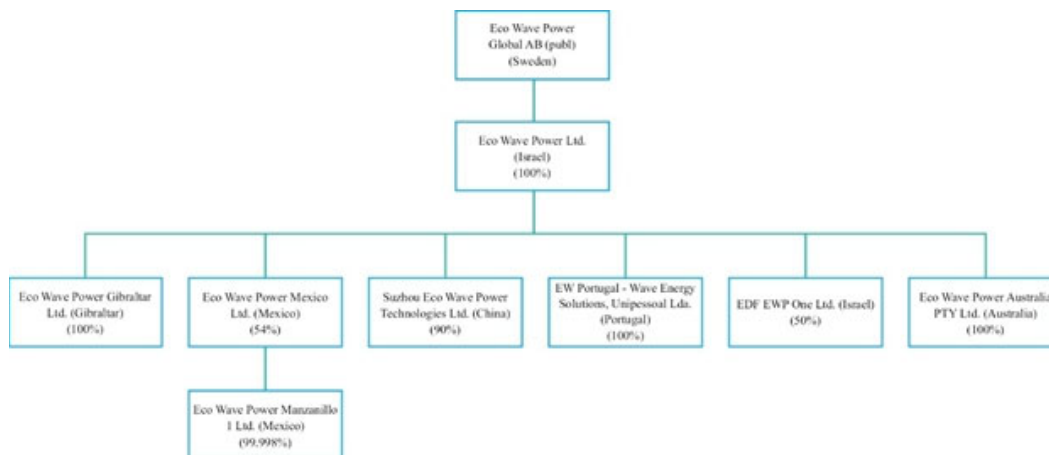 Eco Wave Power
Global AB (publ)
(Sweden)
Eco Wave Power Ltd.
(Israel)
(100%)
Eco Wave Power Gibraltar
Ltd. (Gibraltar)
(100%)
Eco Wave Power Mexico
Ltd. (Mexico)
(54%)
Suzhou Eco Wave Power
Technologies Ltd. (China)
(90%)
EW Portugal - Wave Energy
Solutions, Unipessoal Lda.
(Portugal)
(100%)
EDF EWP One Ltd. (Israel)
(50%)
Eco Wave Power Australia
PTY Ltd. (Australia)
(100%)
Eco Wave Power Manzanillo
1 Ltd. (Mexico)
(99.998%)